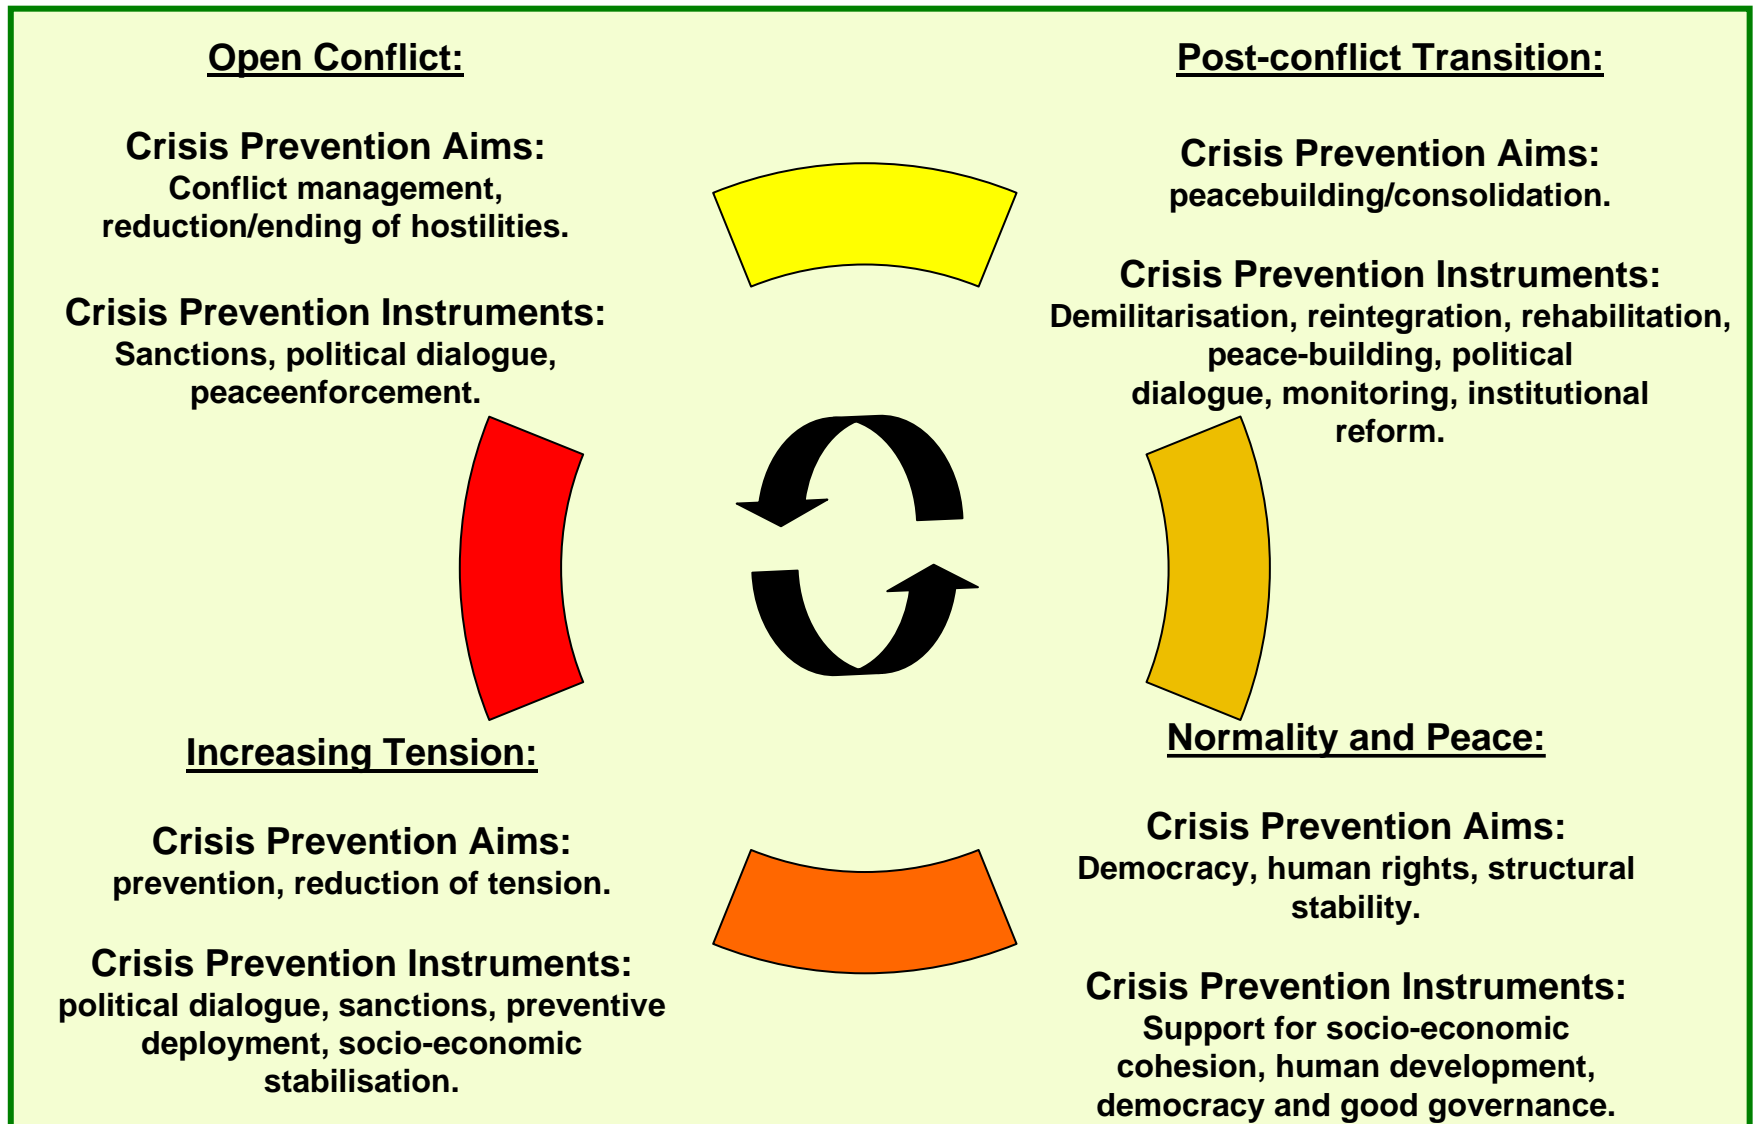 Open Conflict:
Crisis Prevention Aims:
Conflict management,
reduction/ending of hostilities.
Crisis Prevention Instruments:
Sanctions, political dialogue,
peaceenforcement.
Post-conflict Transition:
Crisis Prevention Aims:
peacebuilding/consolidation.
Crisis Prevention Instruments:
Demilitarisation, reintegration, rehabilitation,
peace-building, political
dialogue, monitoring, institutional
reform.
Increasing Tension:
Crisis Prevention Aims:
prevention, reduction of tension.
Crisis Prevention Instruments:
political dialogue, sanctions, preventive
deployment, socio-economic
stabilisation.
Normality and Peace:
Crisis Prevention Aims:
Democracy, human rights, structural
stability.
Crisis Prevention Instruments:
Support for socio-economic
cohesion, human development,
democracy and good governance.